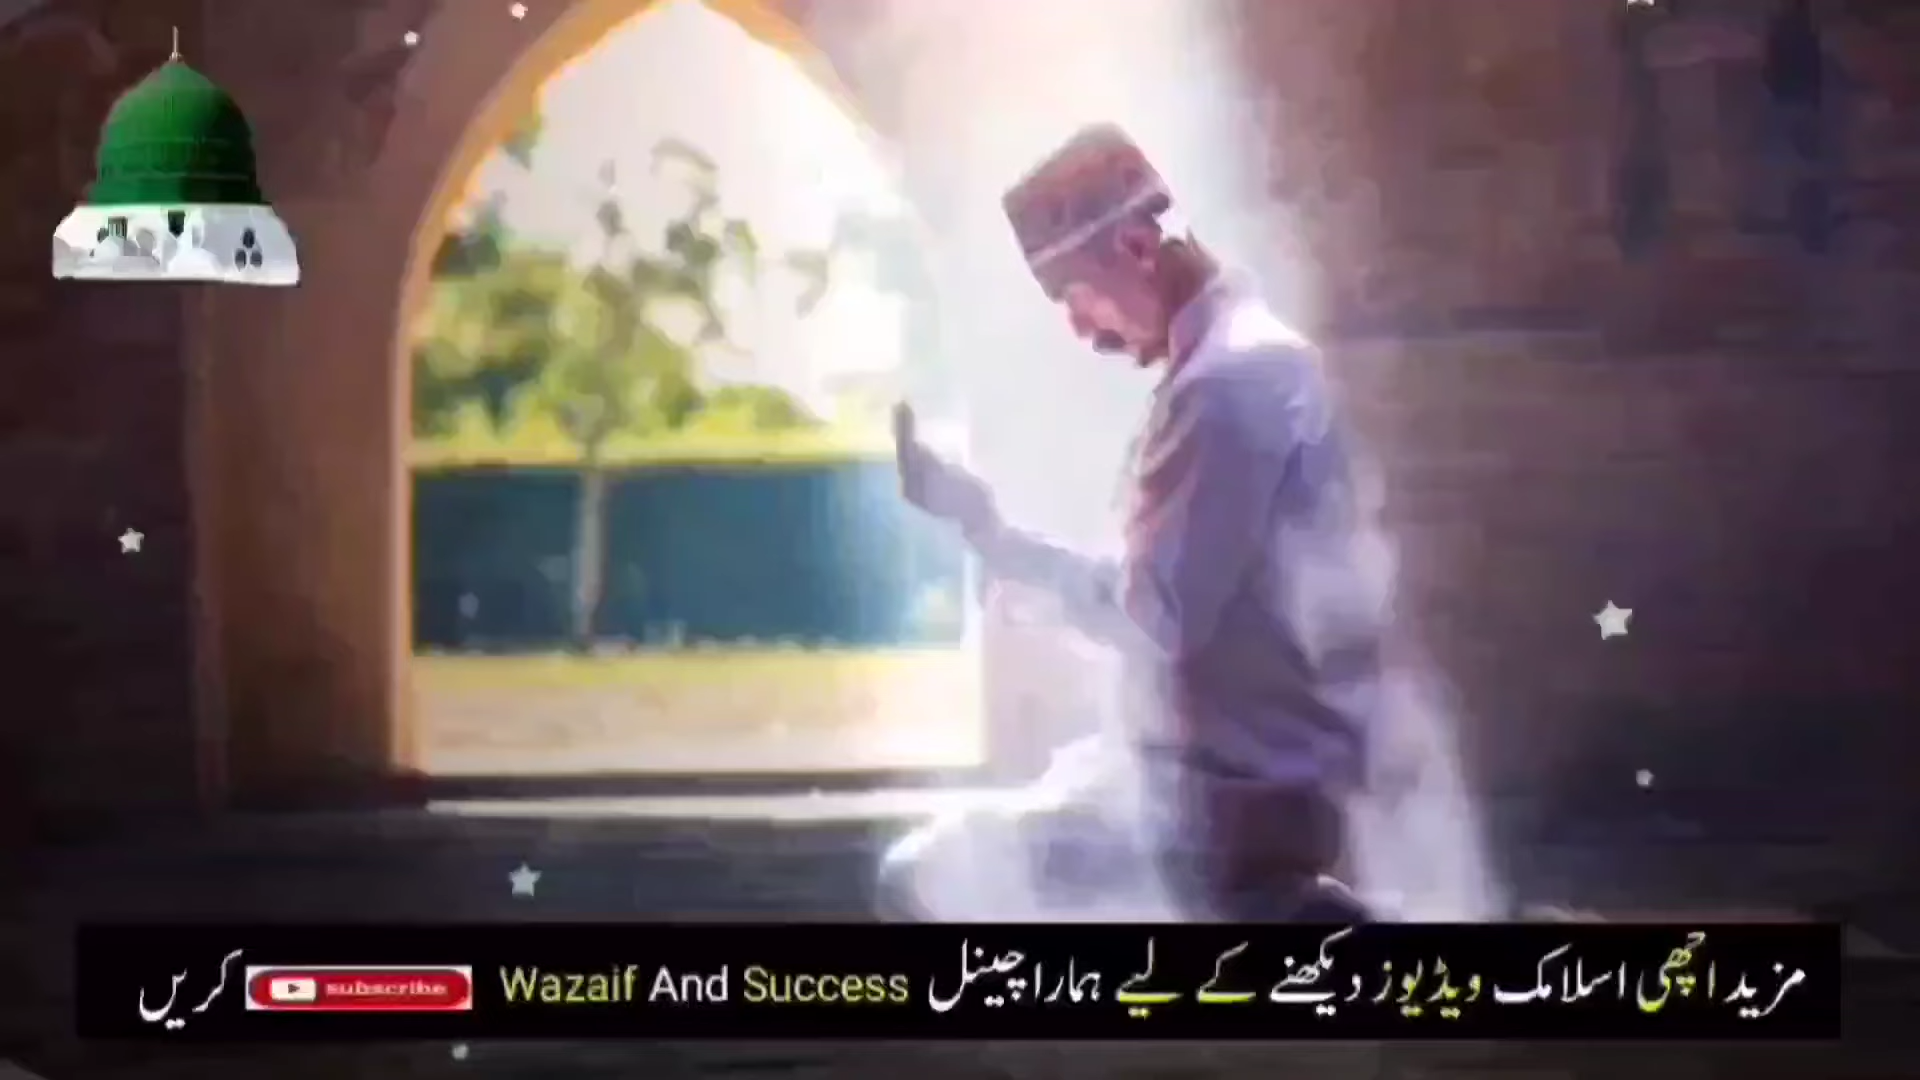 مزید اچھی اسلامک ویڈیوز دیکھنے کے لیے ہمارا چینل Wazaif And Success subscribe کریں